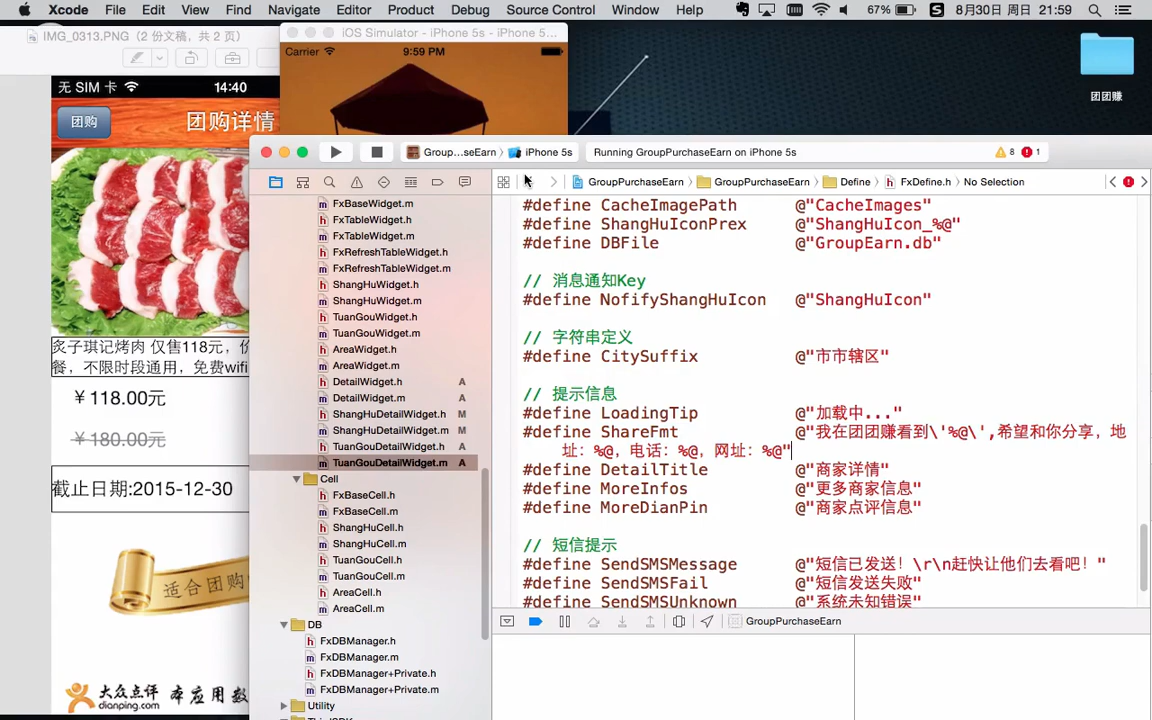 Xcode File Edit View Find Navigate Editor Product Debug Source Control Window Help 67% 8月30日 周日 21:59
IMG_0313.PNG（2 份文稿，共 2 页）
iOS Simulator - iPhone 5s - iPhone 5...
Carrier 9:59 PM
团团赚
无 SIM 卡 14:40
团购 团购详情
炙子琪记烤肉 仅售118元，价
餐，不限时段通用，免费wifi
￥118.00元
￥180.00元
截止日期:2015-12-30
适合团购
大众点评 本应用数
dianping.com
Group...seEarn iPhone 5s
Running GroupPurchaseEarn on iPhone 5s
8 1
GroupPurchaseEarn GroupPurchaseEarn Define FxDefine.h No Selection
FxBaseWidget.m
FxTableWidget.h
FxTableWidget.m
FxRefreshTableWidget.h
FxRefreshTableWidget.m
ShangHuWidget.h
ShangHuWidget.m
TuanGouWidget.h
TuanGouWidget.m
AreaWidget.h
AreaWidget.m
DetailWidget.h A
DetailWidget.m A
ShangHuDetailWidget.h M
ShangHuDetailWidget.m M
TuanGouDetailWidget.h A
TuanGouDetailWidget.m A
Cell
FxBaseCell.h
FxBaseCell.m
ShangHuCell.h
ShangHuCell.m
TuanGouCell.h
TuanGouCell.m
AreaCell.h
AreaCell.m
DB
FxDBManager.h
FxDBManager.m
FxDBManager+Private.h
FxDBManager+Private.m
Utility
#define CacheImagePath @"CacheImages"
#define ShangHuIconPrex @"ShangHuIcon_%@"
#define DBFile @"GroupEarn.db"
// 消息通知Key
#define NofifyShangHuIcon @"ShangHuIcon"
// 字符串定义
#define CitySuffix @"市市辖区"
// 提示信息
#define LoadingTip @"加载中..."
#define ShareFmt @"我在团团赚看到\'%@\',希望和你分享，地
址：%@，电话：%@，网址：%@"
#define DetailTitle @"商家详情"
#define MoreInfos @"更多商家信息"
#define MoreDianPin @"商家点评信息"
// 短信提示
#define SendSMSMessage @"短信已发送！\r\n赶快让他们去看吧！"
#define SendSMSFail @"短信发送失败"
#define SendSMSUnknown @"系统未知错误"
GroupPurchaseEarn